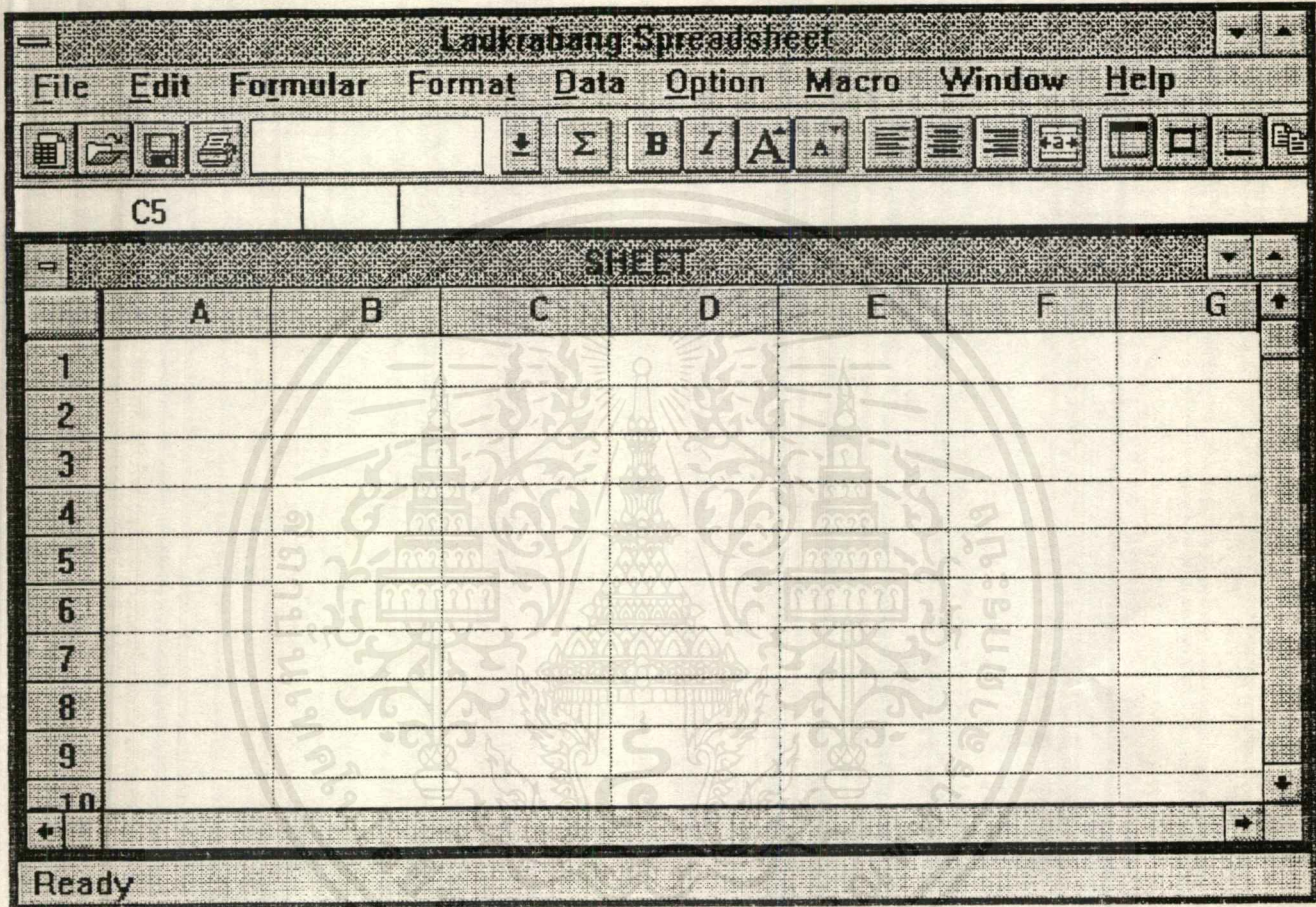 Ladkrabang Spreadsheet
File Edit Formular Format Data Option Macro Window Help
Σ B I A A a
C5
SHEET
A B C D E F G
1
2
3
4
5
6
7
8
9
10
Ready